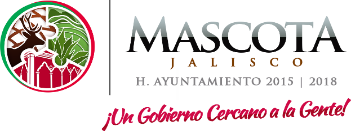 MASCOTA
JALISCO
H. AYUNTAMIENTO 2015 | 2018
¡Un Gobierno Cercano a la Gente!